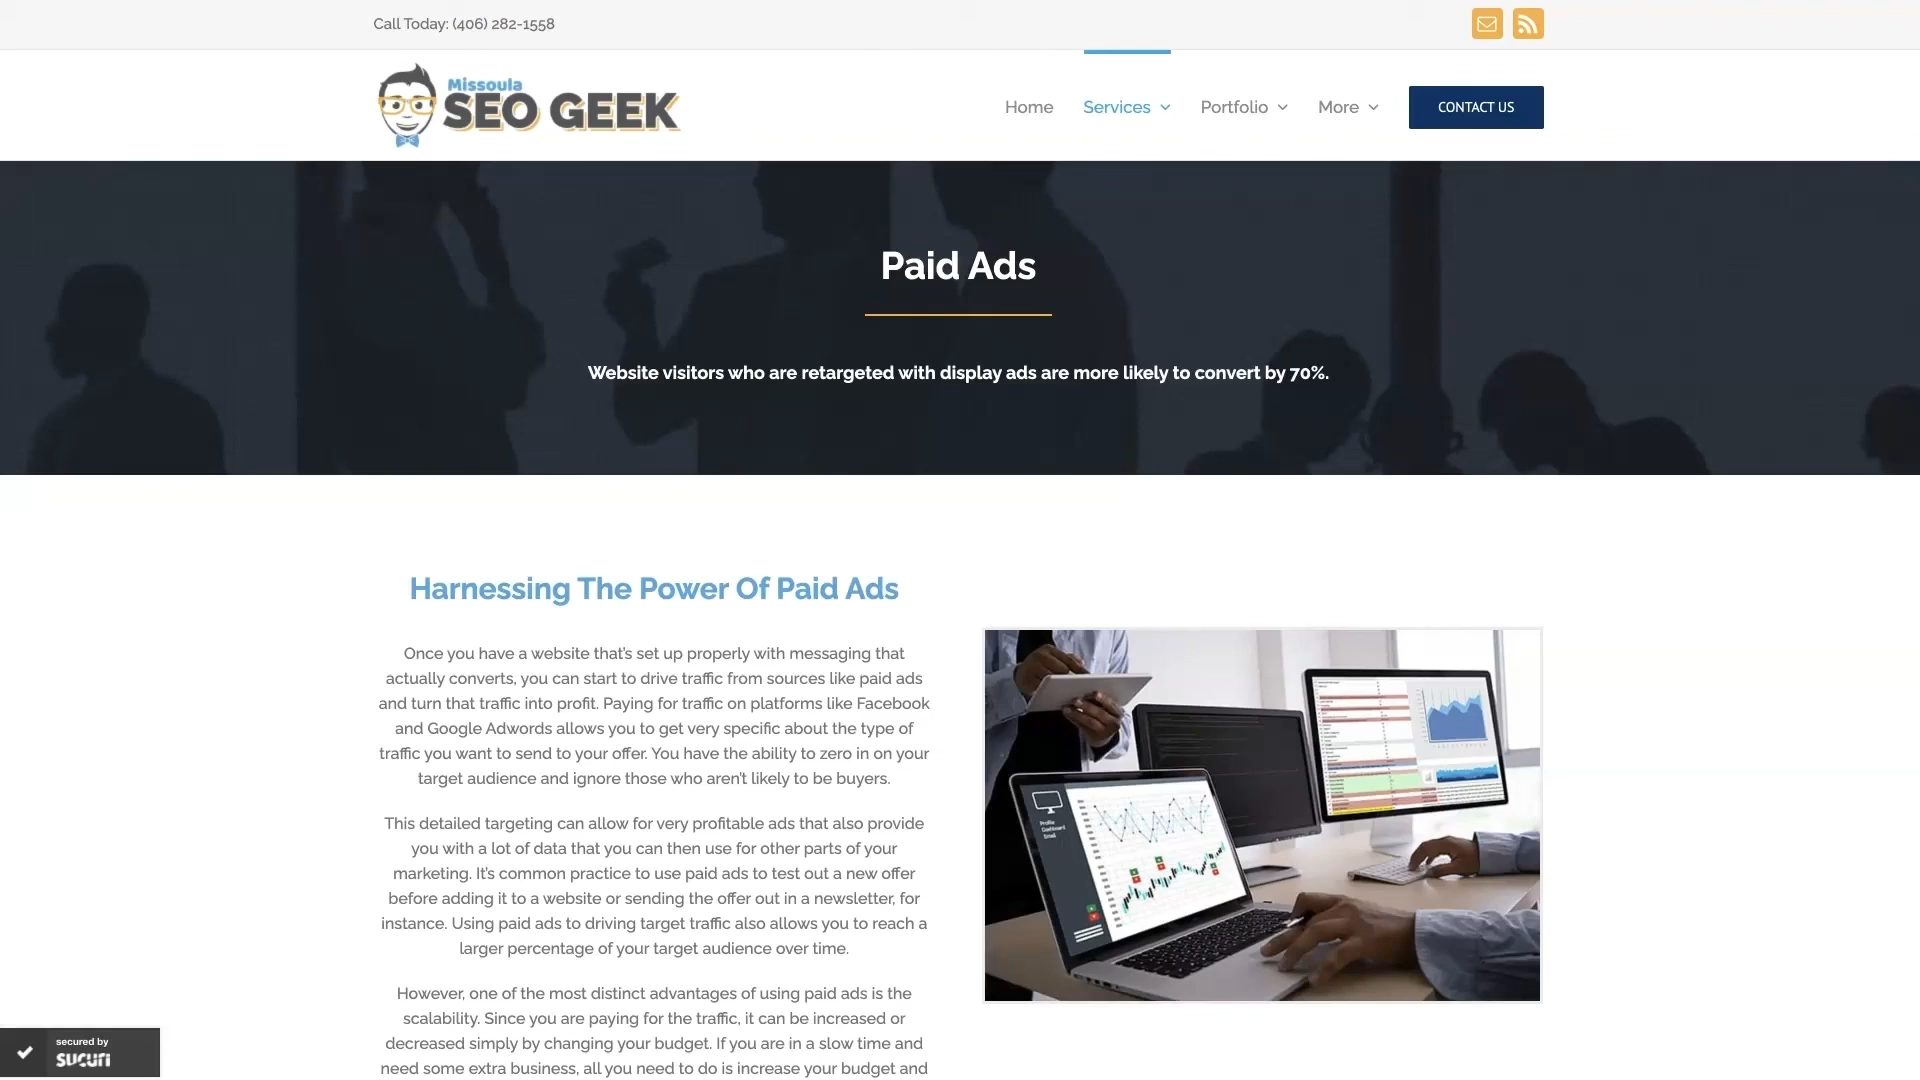 Call Today: (406) 282-1558
Missoula
SEO GEEK
Home
Services
Portfolio
More
CONTACT US
Paid Ads
Website visitors who are retargeted with display ads are more likely to convert by 70%.
Harnessing The Power Of Paid Ads
Once you have a website that's set up properly with messaging that
actually converts, you can start to drive traffic from sources like paid ads
and turn that traffic into profit. Paying for traffic on platforms like Facebook
and Google Adwords allows you to get very specific about the type of
traffic you want to send to your offer. You have the ability to zero in on your
target audience and ignore those who aren't likely to be buyers.
This detailed targeting can allow for very profitable ads that also provide
you with a lot of data that you can then use for other parts of your
marketing. It's common practice to use paid ads to test out a new offer
before adding it to a website or sending the offer out in a newsletter, for
instance. Using paid ads to driving target traffic also allows you to reach a
larger percentage of your target audience over time.
However, one of the most distinct advantages of using paid ads is the
scalability. Since you are paying for the traffic, it can be increased or
decreased simply by changing your budget. If you are in a slow time and
need some extra business, all you need to do is increase your budget and
Profile
Dashboard
Email
secured by
sucuri